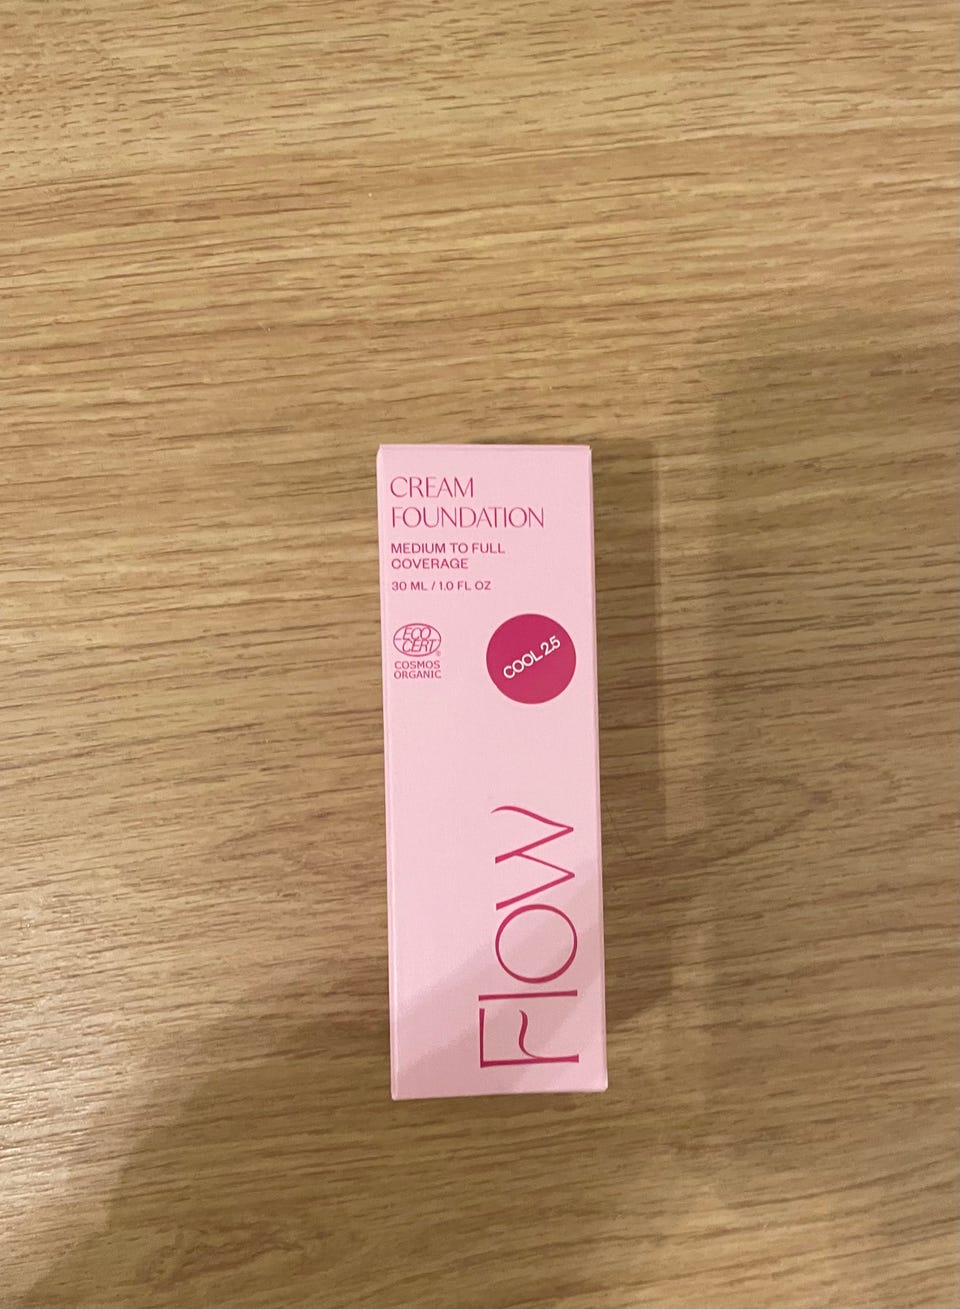 CREAM
FOUNDATION
MEDIUM TO FULL
COVERAGE
30 ML / 1.0 FL OZ
ECO
CERT®
COSMOS
ORGANIC
COOL 2.5
Flow